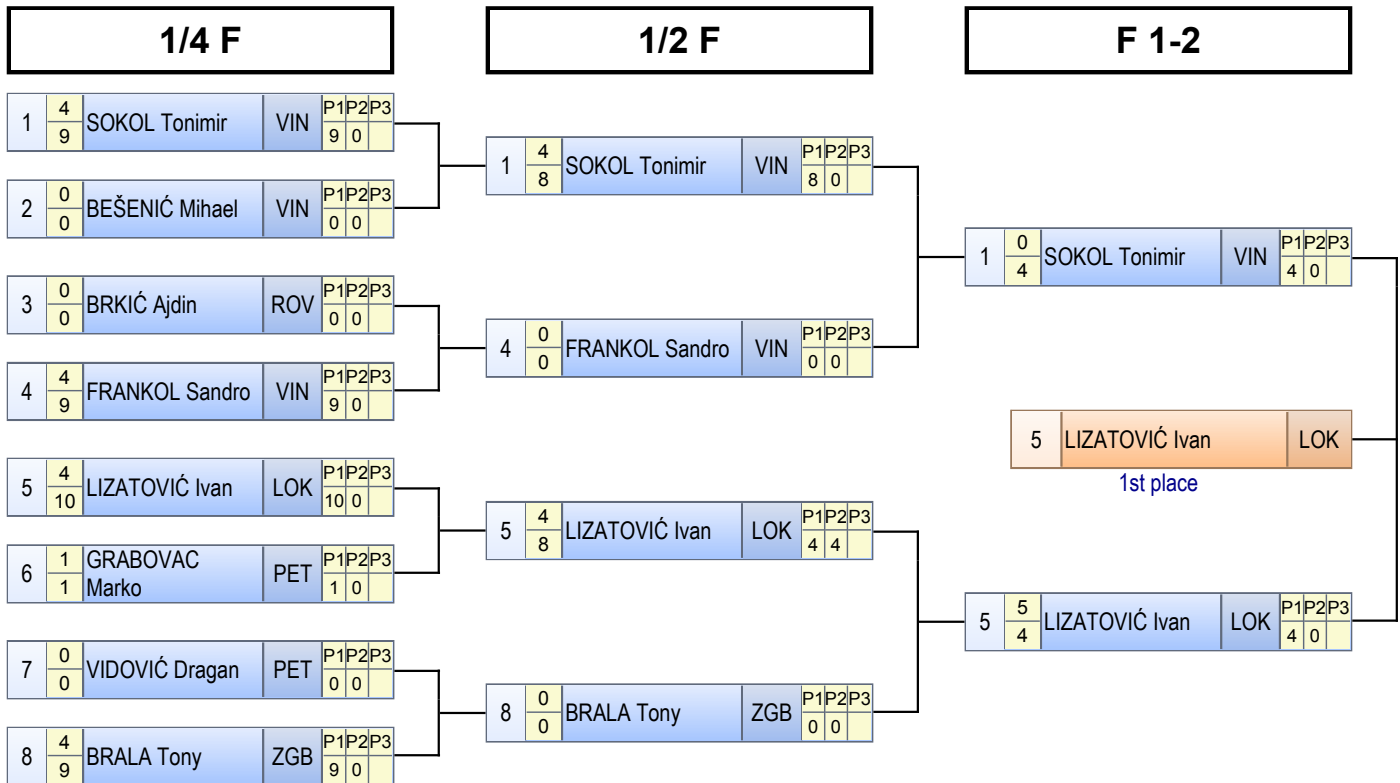 1/4 F
1/2 F
F 1-2
1 4 9 SOKOL Tonimir VIN P1 P2 P3 9 0
2 0 0 BEŠENIĆ Mihael VIN P1 P2 P3 0 0
3 0 0 BRKIĆ Ajdin ROV P1 P2 P3 0 0
4 4 9 FRANKOL Sandro VIN P1 P2 P3 9 0
5 4 10 LIZATOVIĆ Ivan LOK P1 P2 P3 10 0
6 1 1 GRABOVAC
Marko PET P1 P2 P3 1 0
7 0 0 VIDOVIĆ Dragan PET P1 P2 P3 0 0
8 4 9 BRALA Tony ZGB P1 P2 P3 9 0
1 4 8 SOKOL Tonimir VIN P1 P2 P3 8 0
4 0 0 FRANKOL Sandro VIN P1 P2 P3 0 0
5 4 8 LIZATOVIĆ Ivan LOK P1 P2 P3 4 4
8 0 0 BRALA Tony ZGB P1 P2 P3 0 0
1 0 4 SOKOL Tonimir VIN P1 P2 P3 4 0
5 LIZATOVIĆ Ivan LOK
1st place
5 5 4 LIZATOVIĆ Ivan LOK P1 P2 P3 4 0